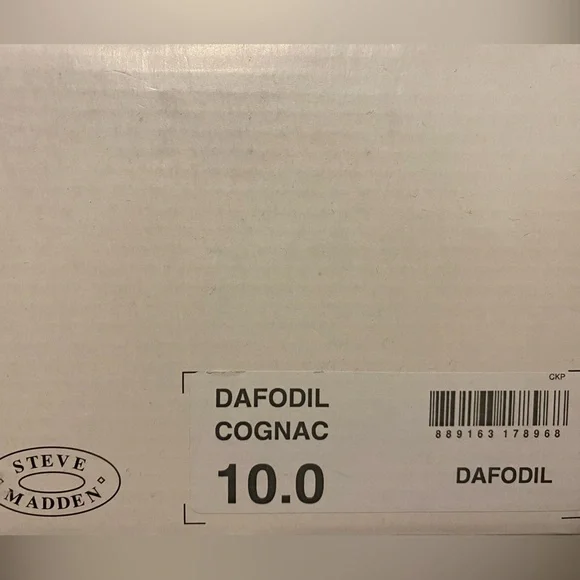 CKP
DAFODIL
COGNAC
10.0
889163 178968
DAFODIL
STEVE
MADDEN